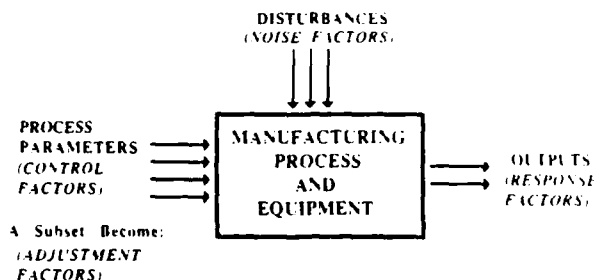 DISTURBANCES
(NOISE FACTORS)
PROCESS
PARAMETERS
(CONTROL
FACTORS)
MANUFACTURING
PROCESS
AND
EQUIPMENT
OUTPUTS
(RESPONSE
FACTORS)
A Subset Become:
(ADJUSTMENT
FACTORS)